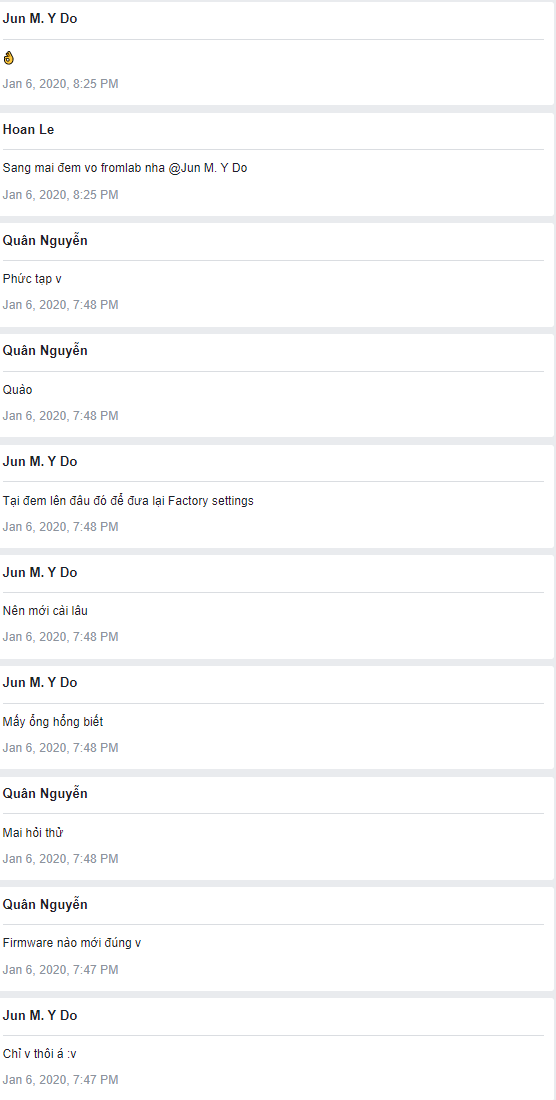 Jun M. Y Do
👌
Jan 6, 2020, 8:25 PM
Hoan Le
Sang mai đem vo fromlab nha @Jun M. Y Do
Jan 6, 2020, 8:25 PM
Quân Nguyễn
Phức tạp v
Jan 6, 2020, 7:48 PM
Quân Nguyễn
Quảo
Jan 6, 2020, 7:48 PM
Jun M. Y Do
Tại đem lên đâu đó để đưa lại Factory settings
Jan 6, 2020, 7:48 PM
Jun M. Y Do
Nên mới cải lâu
Jan 6, 2020, 7:48 PM
Jun M. Y Do
Mấy ổng hổng biết
Jan 6, 2020, 7:48 PM
Quân Nguyễn
Mai hỏi thử
Jan 6, 2020, 7:48 PM
Quân Nguyễn
Firmware nào mới đúng v
Jan 6, 2020, 7:47 PM
Jun M. Y Do
Chỉ v thôi á :v
Jan 6, 2020, 7:47 PM